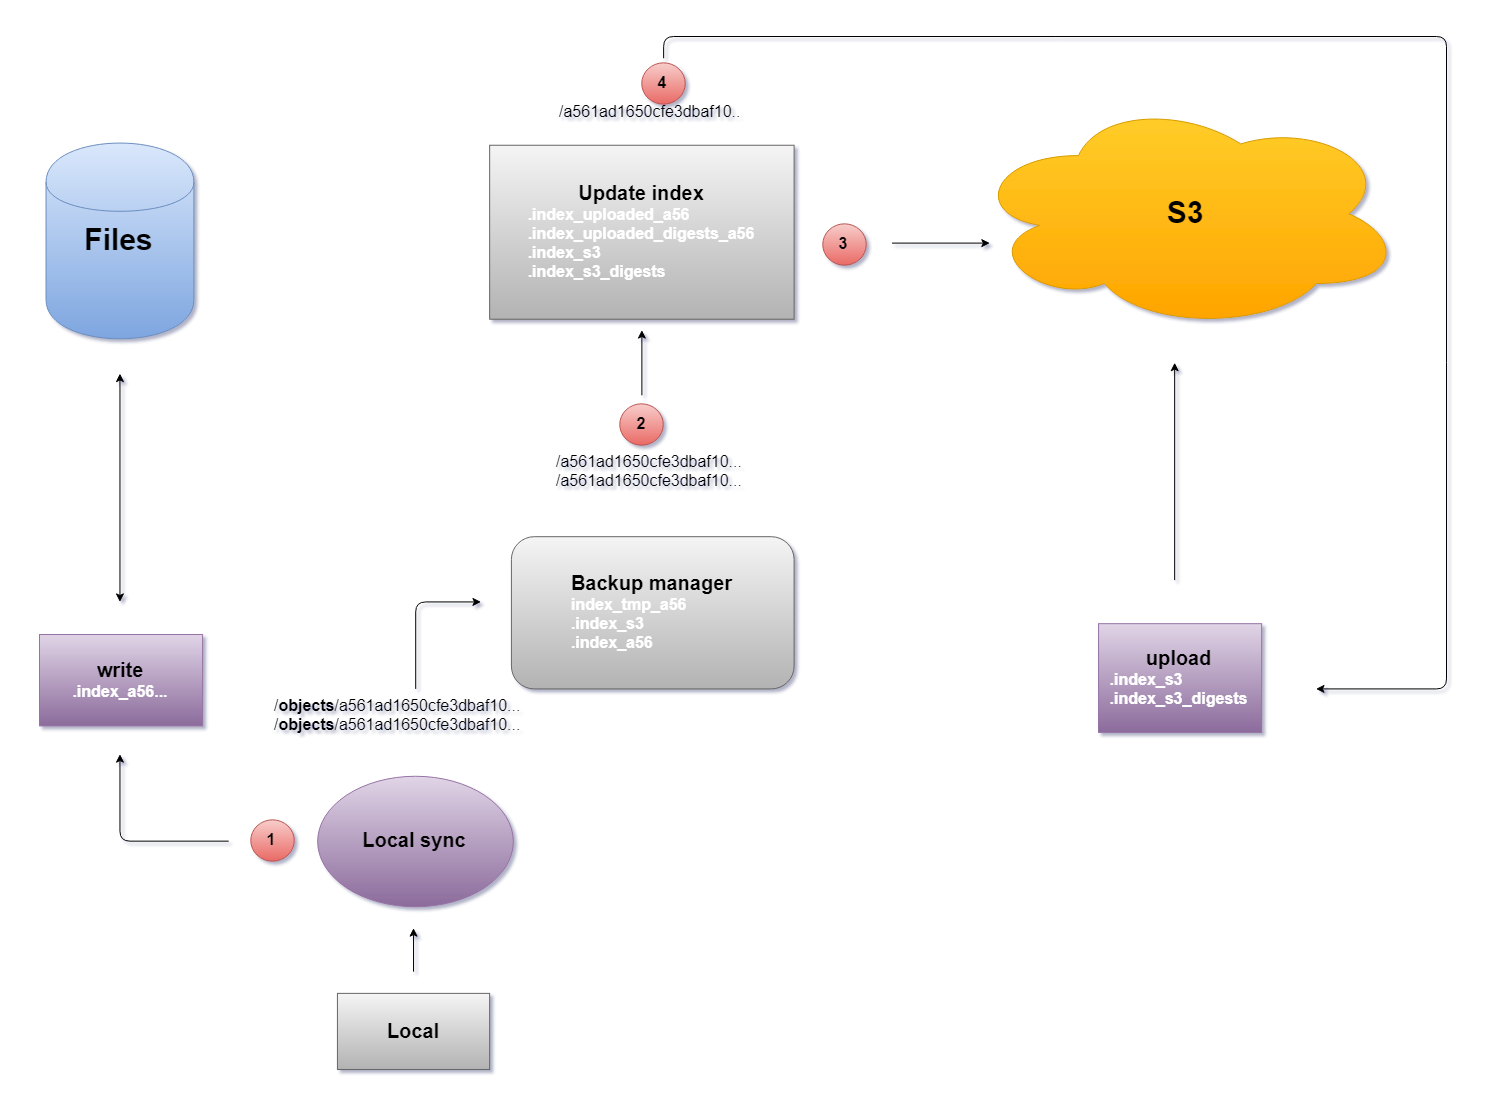 4
/a561ad1650cfe3dbaf10..
Files
Update index
.index_uploaded_a56
.index_uploaded_digests_a56
.index_s3
.index_s3_digests
3
S3
2
/a561ad1650cfe3dbaf10...
/a561ad1650cfe3dbaf10...
Backup manager
index_tmp_a56
.index_s3
.index_a56
write
.index_a56...
/objects/a561ad1650cfe3dbaf10...
/objects/a561ad1650cfe3dbaf10...
upload
.index_s3
.index_s3_digests
1
Local sync
Local